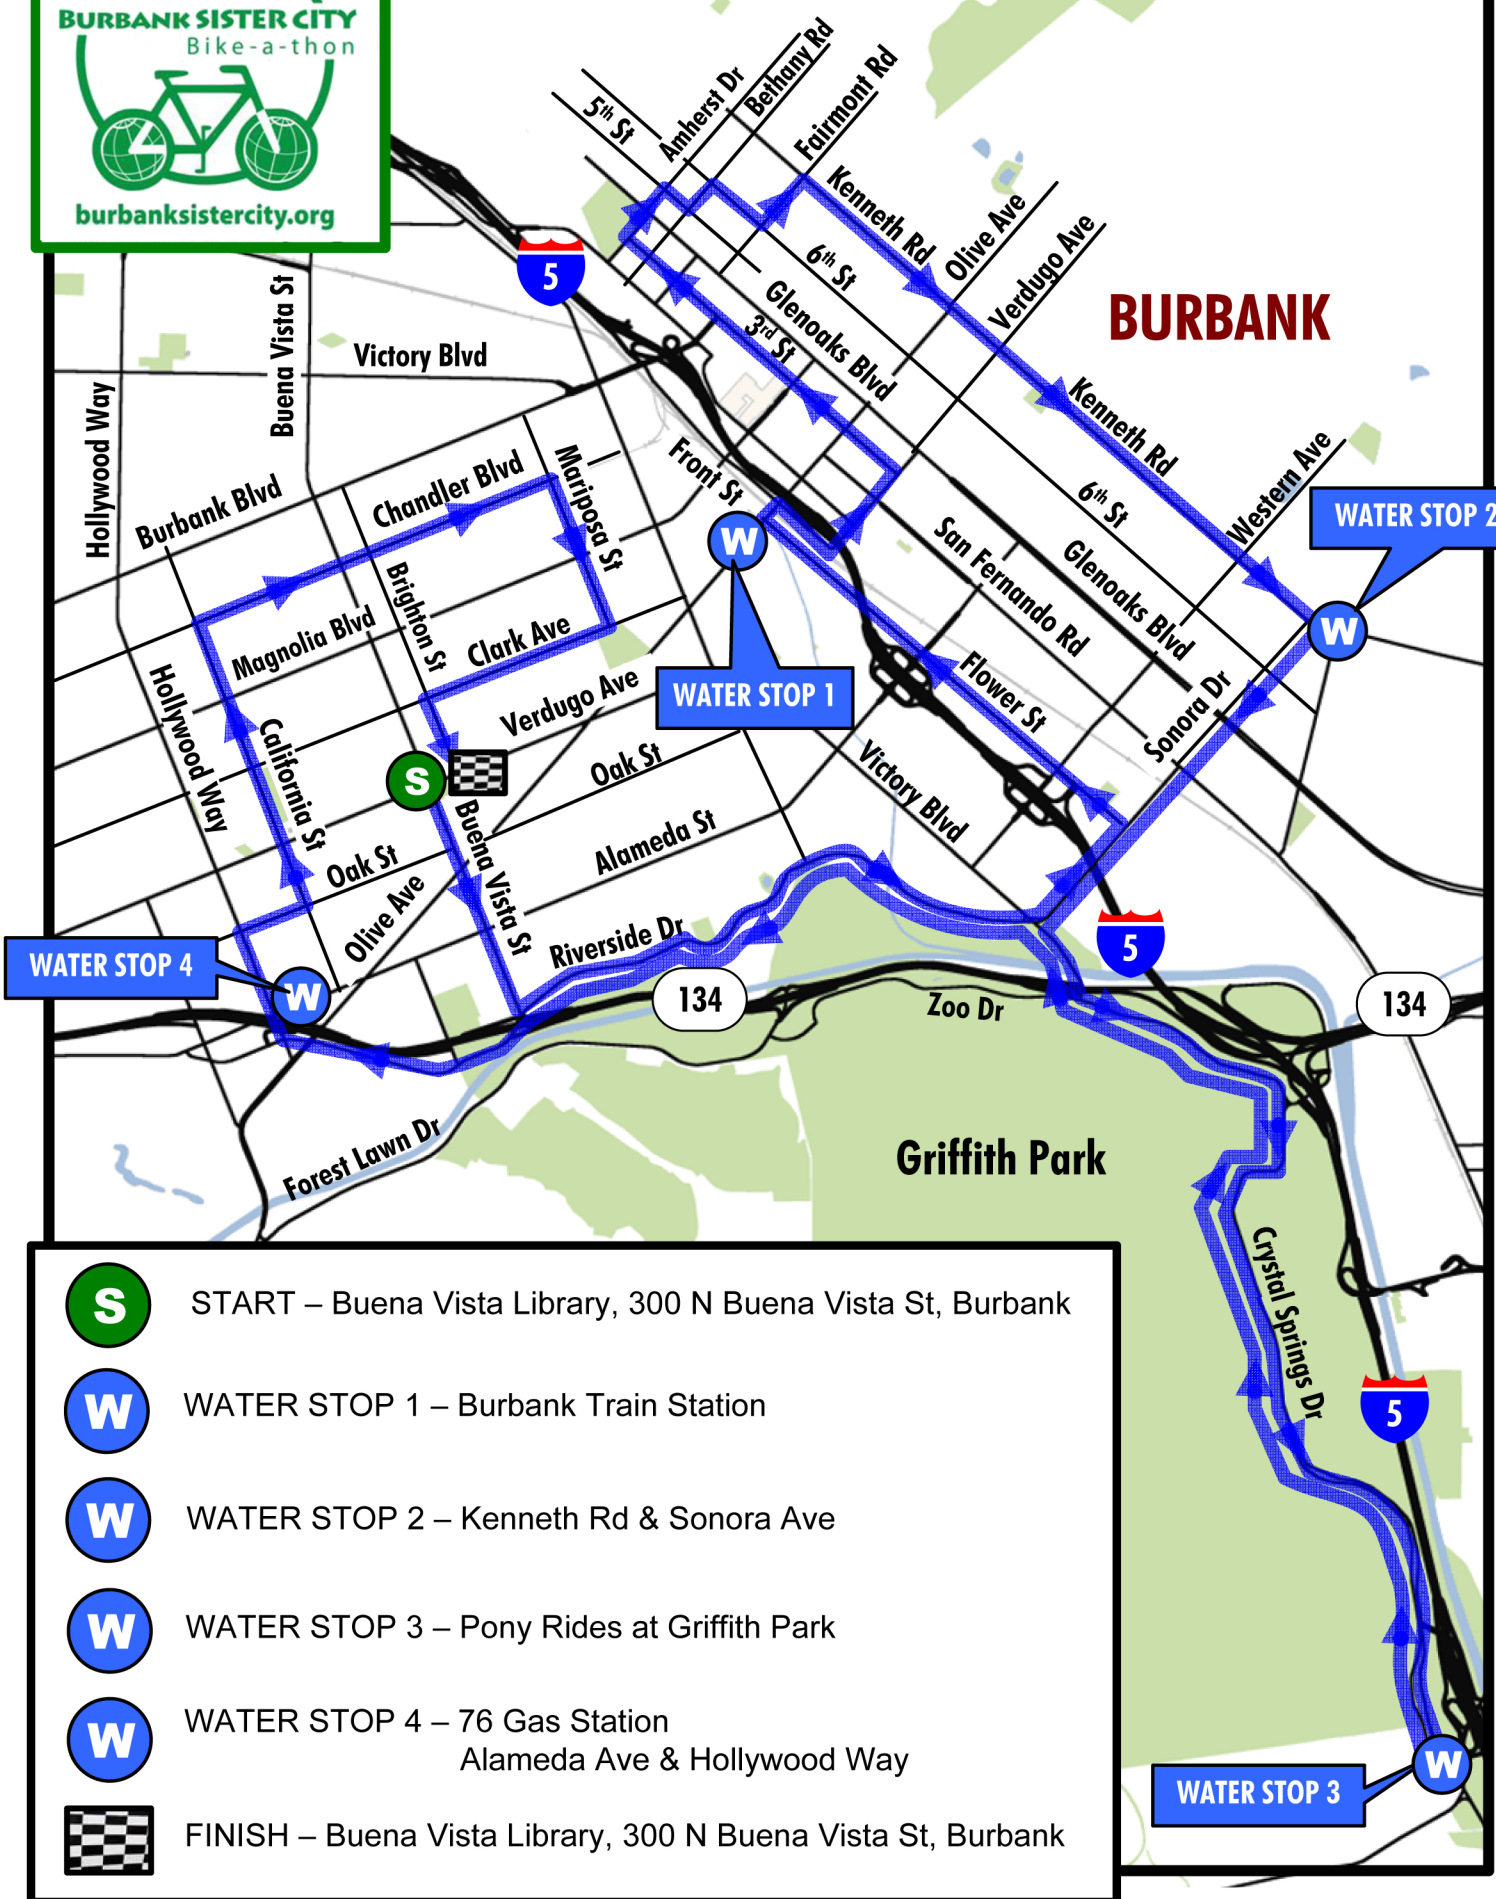 BURBANK SISTER CITY
Bike-a-thon
burbanksistercity.org
5th St
Amherst Dr
Bethany Rd
Fairmont Rd
Kenneth Rd
Olive Ave
Verdugo Ave
BURBANK
5
6th St
Glenoaks Blvd
3rd St
Victory Blvd
Buena Vista St
Hollywood Way
Burbank Blvd
Chandler Blvd
Mariposa St
Front St
Kenneth Rd
6th St
Western Ave
WATER STOP 2
W
W
San Fernando Rd
Glenoaks Blvd
Magnolia Blvd
Brighton St
Clark Ave
WATER STOP 1
Flower St
Sonora Dr
Hollywood Way
California St
Verdugo Ave
S
Oak St
Victory Blvd
Buena Vista St
Alameda St
Oak St
Olive Ave
Riverside Dr
WATER STOP 4
W
134
5
Zoo Dr
134
Forest Lawn Dr
Griffith Park
Crystal Springs Dr
5
WATER STOP 3
W
S START – Buena Vista Library, 300 N Buena Vista St, Burbank
W WATER STOP 1 – Burbank Train Station
W WATER STOP 2 – Kenneth Rd & Sonora Ave
W WATER STOP 3 – Pony Rides at Griffith Park
W WATER STOP 4 – 76 Gas Station
Alameda Ave & Hollywood Way
FINISH – Buena Vista Library, 300 N Buena Vista St, Burbank